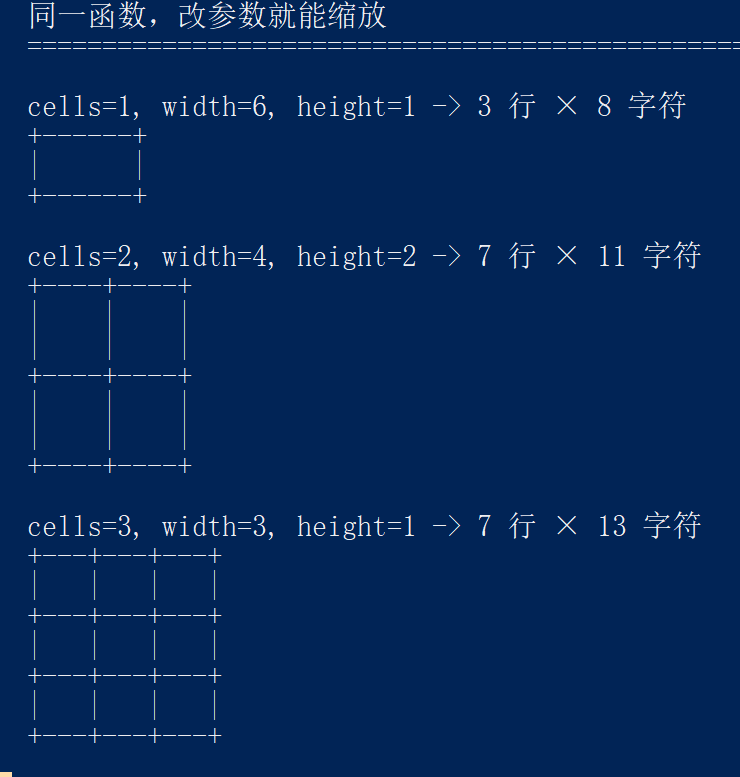 同一函数，改参数就能缩放
================================================
cells=1, width=6, height=1 -> 3 行 × 8 字符
+------+
|      |
+------+
cells=2, width=4, height=2 -> 7 行 × 11 字符
+----+----+
|    |    |
|    |    |
+----+----+
|    |    |
|    |    |
+----+----+
cells=3, width=3, height=1 -> 7 行 × 13 字符
+---+---+---+
|   |   |   |
+---+---+---+
|   |   |   |
+---+---+---+
|   |   |   |
+---+---+---+